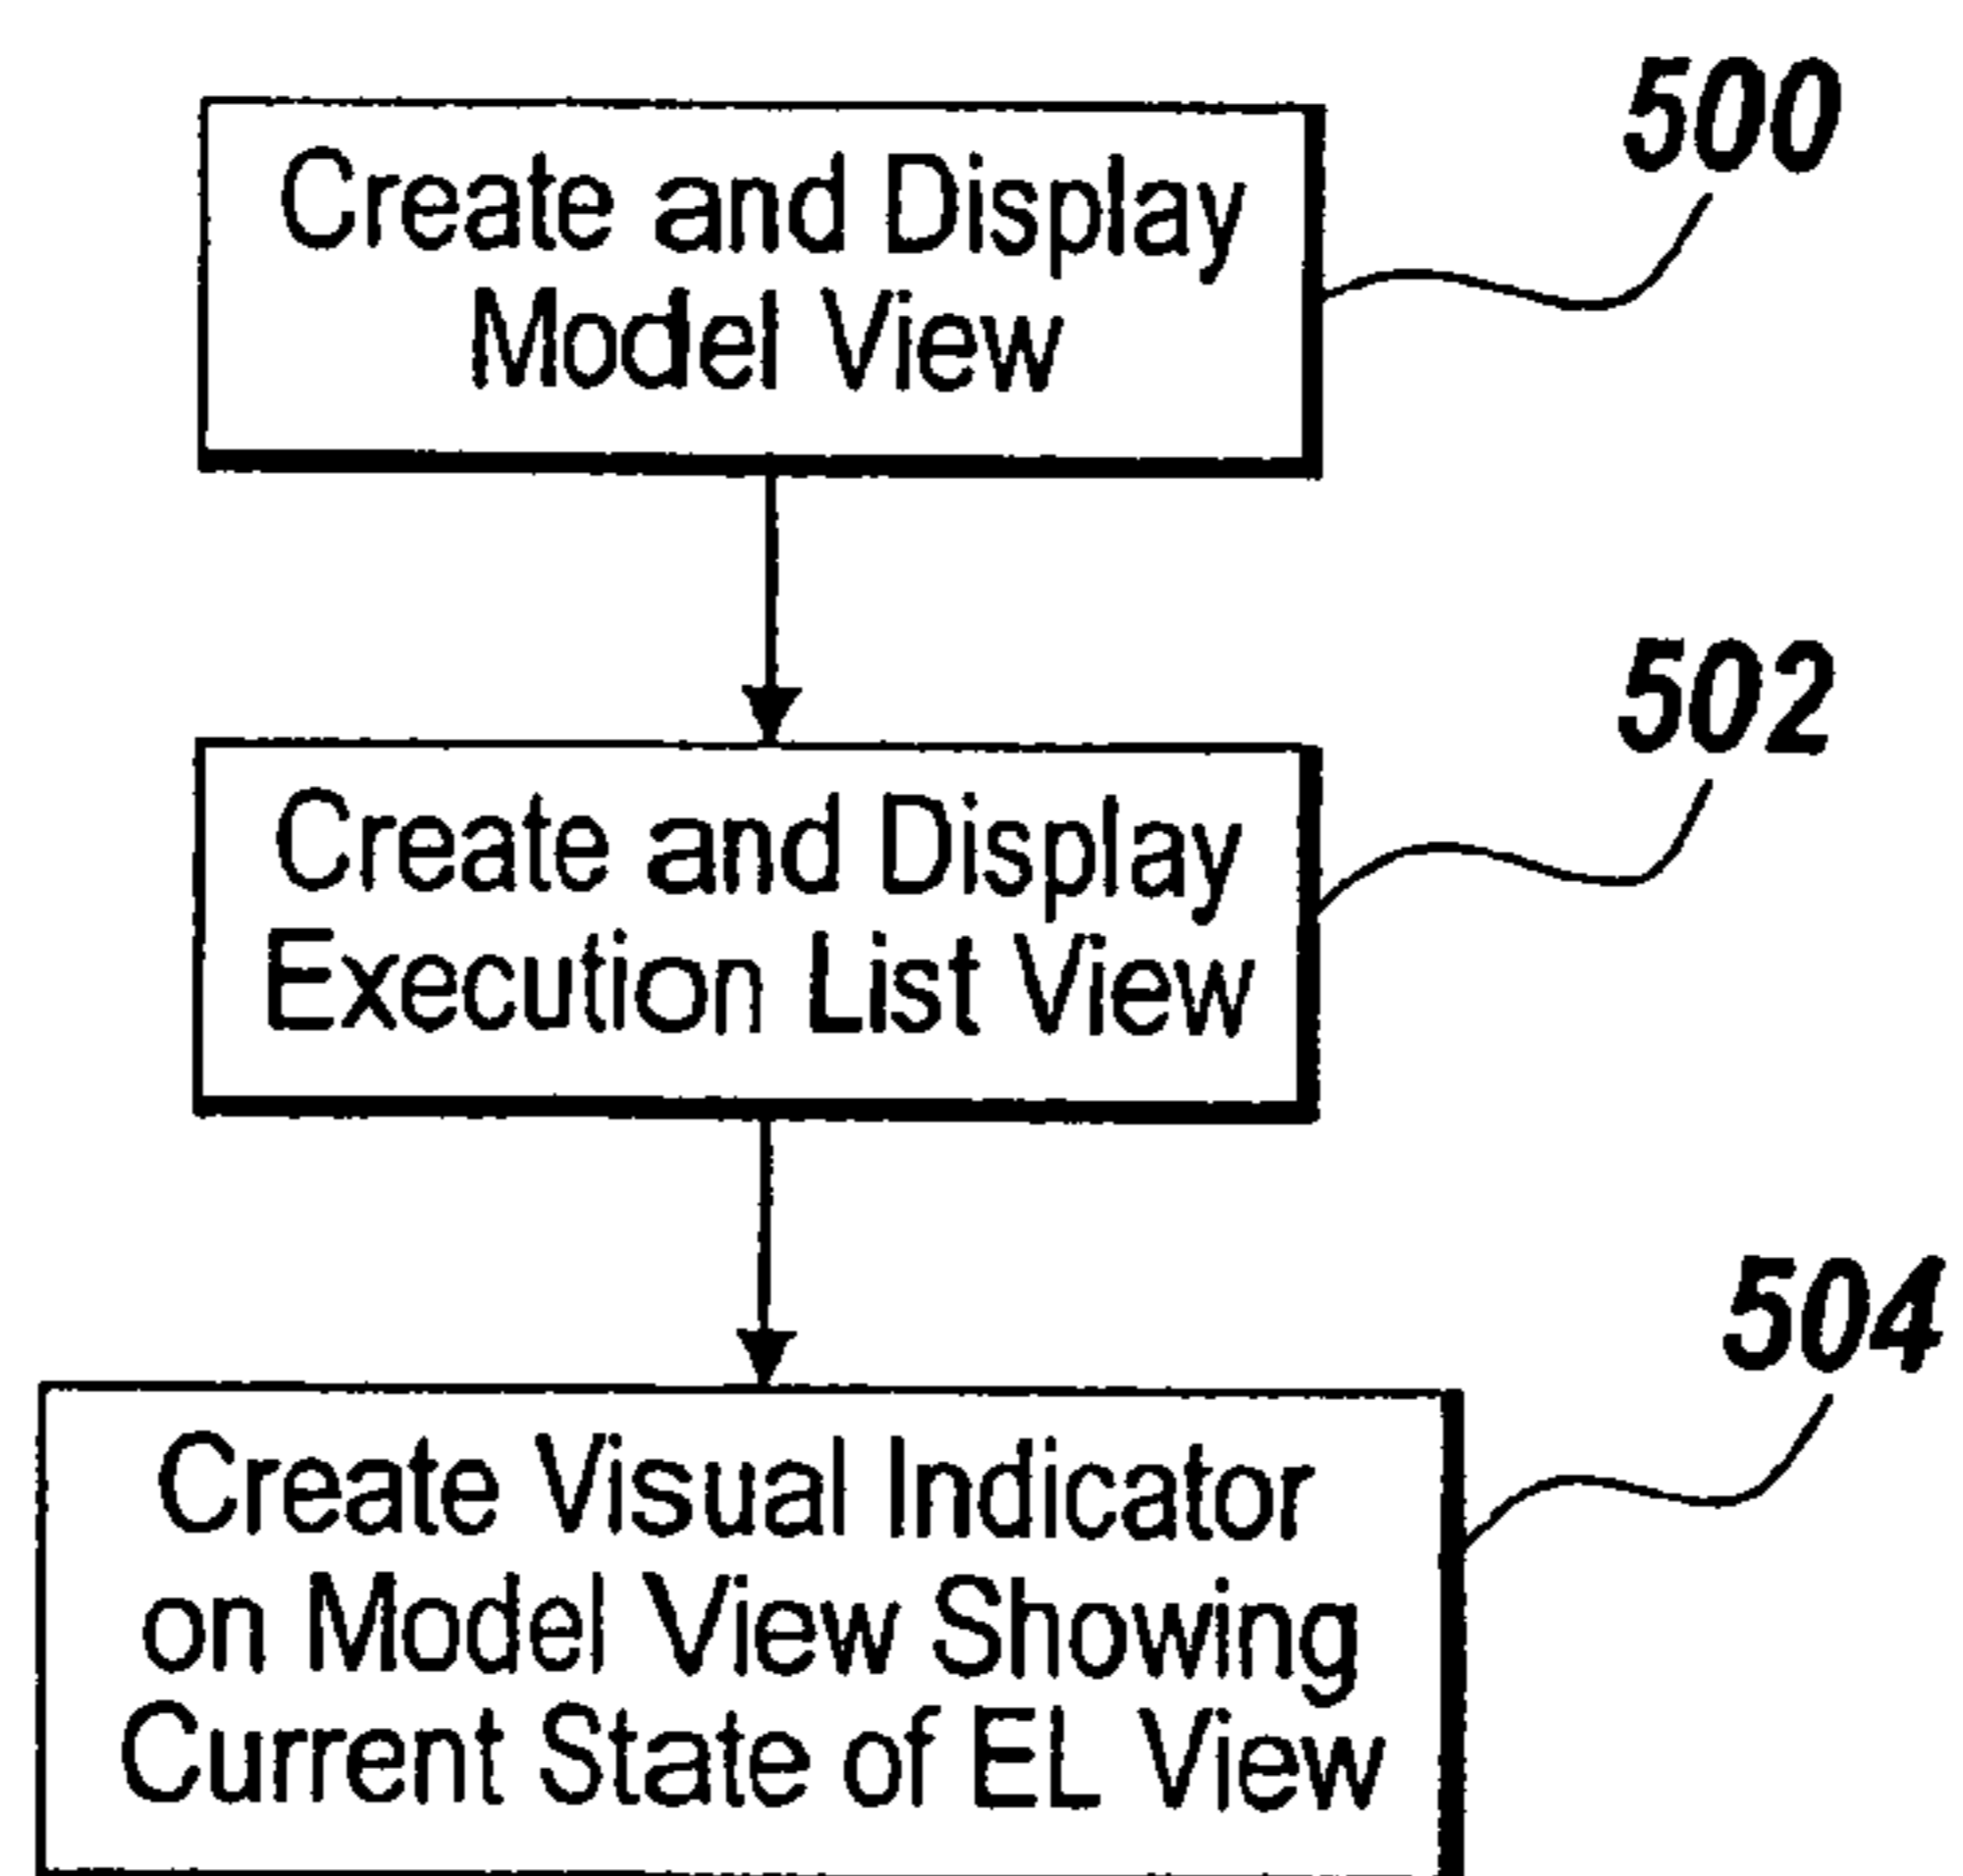 500
Create and Display
Model View
502
Create and Display
Execution List View
504
Create Visual Indicator
on Model View Showing
Current State of EL View